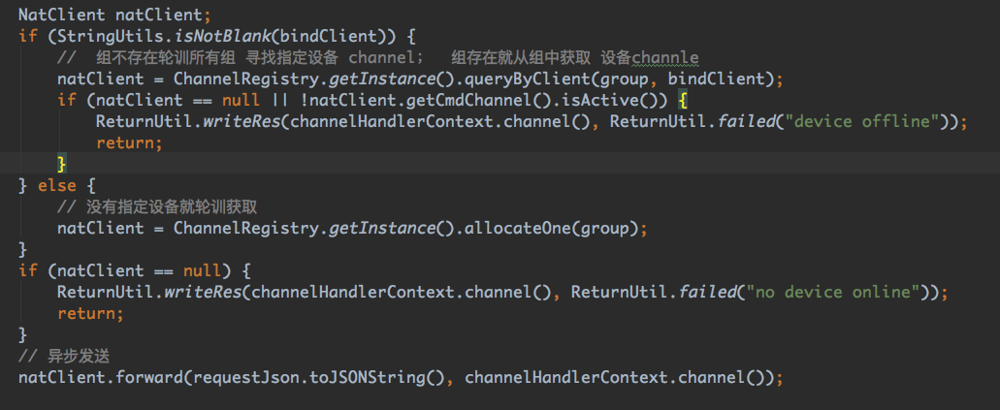 NatClient natClient;
if (StringUtils.isNotBlank(bindClient)) {
    //  组不存在轮训所有组 寻找指定设备 channel;   组存在就从组中获取 设备channle
    natClient = ChannelRegistry.getInstance().queryByClient(group, bindClient);
    if (natClient == null || !natClient.getCmdChannel().isActive()) {
        ReturnUtil.writeRes(channelHandlerContext.channel(), ReturnUtil.failed("device offline"));
        return;
    }
} else {
    // 没有指定设备就轮训获取
    natClient = ChannelRegistry.getInstance().allocateOne(group);
}
if (natClient == null) {
    ReturnUtil.writeRes(channelHandlerContext.channel(), ReturnUtil.failed("no device online"));
    return;
}
// 异步发送
natClient.forward(requestJson.toJSONString(), channelHandlerContext.channel());